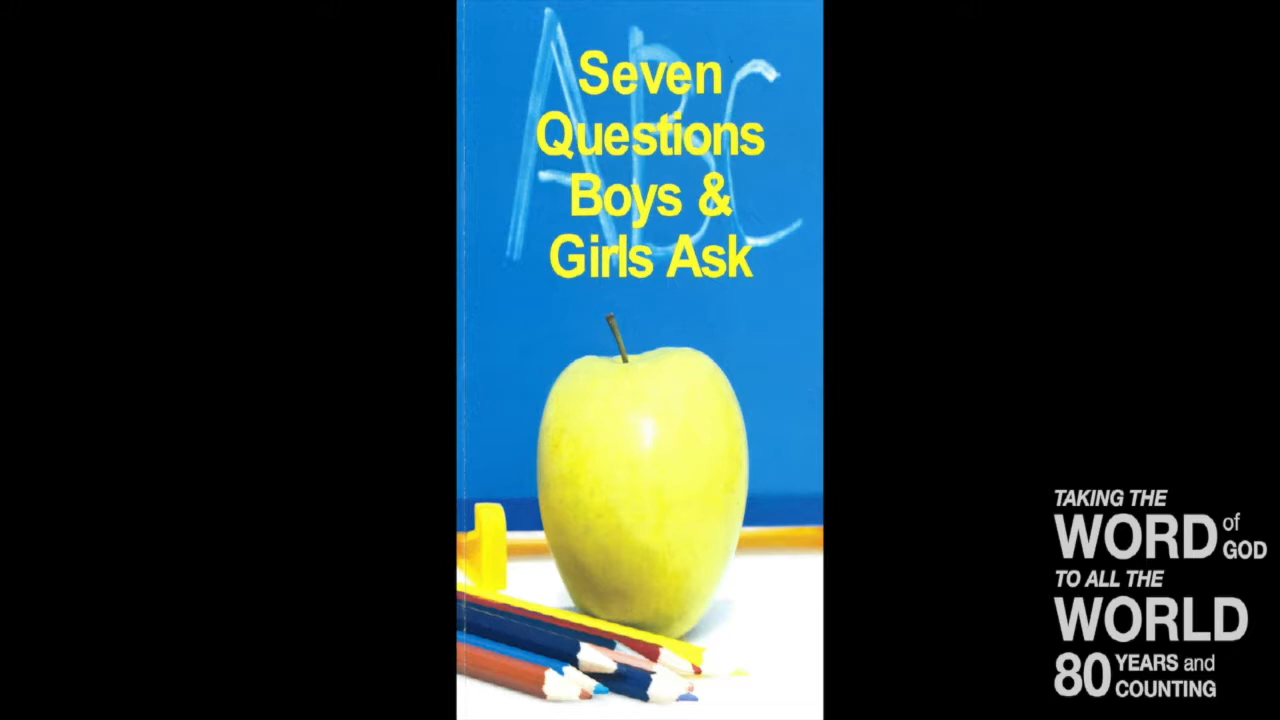 ABC
Seven
Questions
Boys &
Girls Ask
TAKING THE
WORD of GOD
TO ALL THE
WORLD
80 YEARS and COUNTING